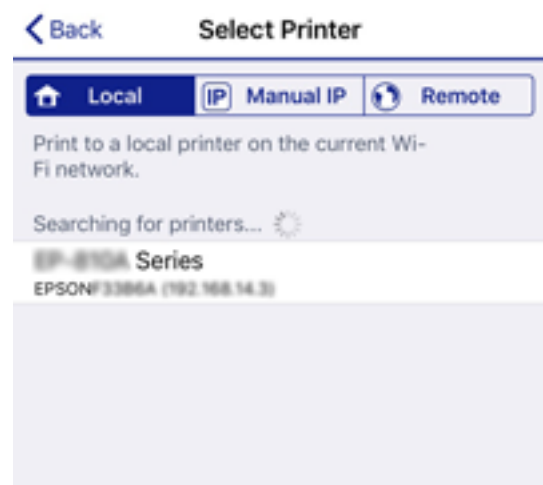 Back
Select Printer
Local
IP Manual IP
Remote
Print to a local printer on the current Wi-
Fi network.
Searching for printers...
Series
EPSON